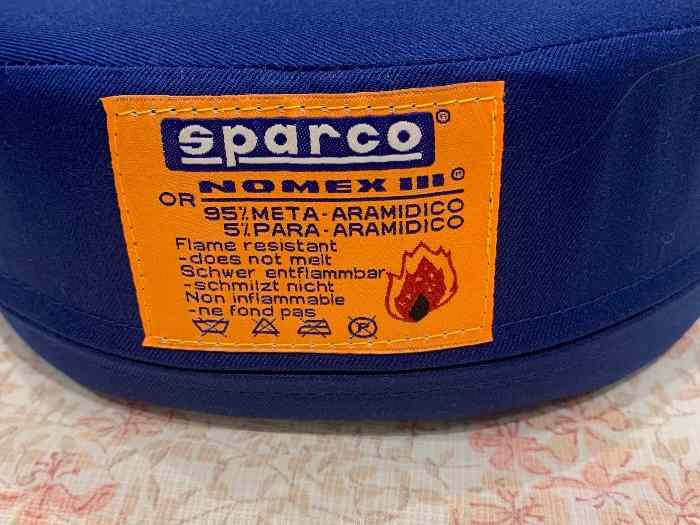 sparco®
NOMEX III®
OR 95% META-ARAMIDICO
5% PARA-ARAMIDICO
Flame resistant
-does not melt
Schwer entflammbar
-schmilzt nicht
Non inflammable
-ne fond pas
P